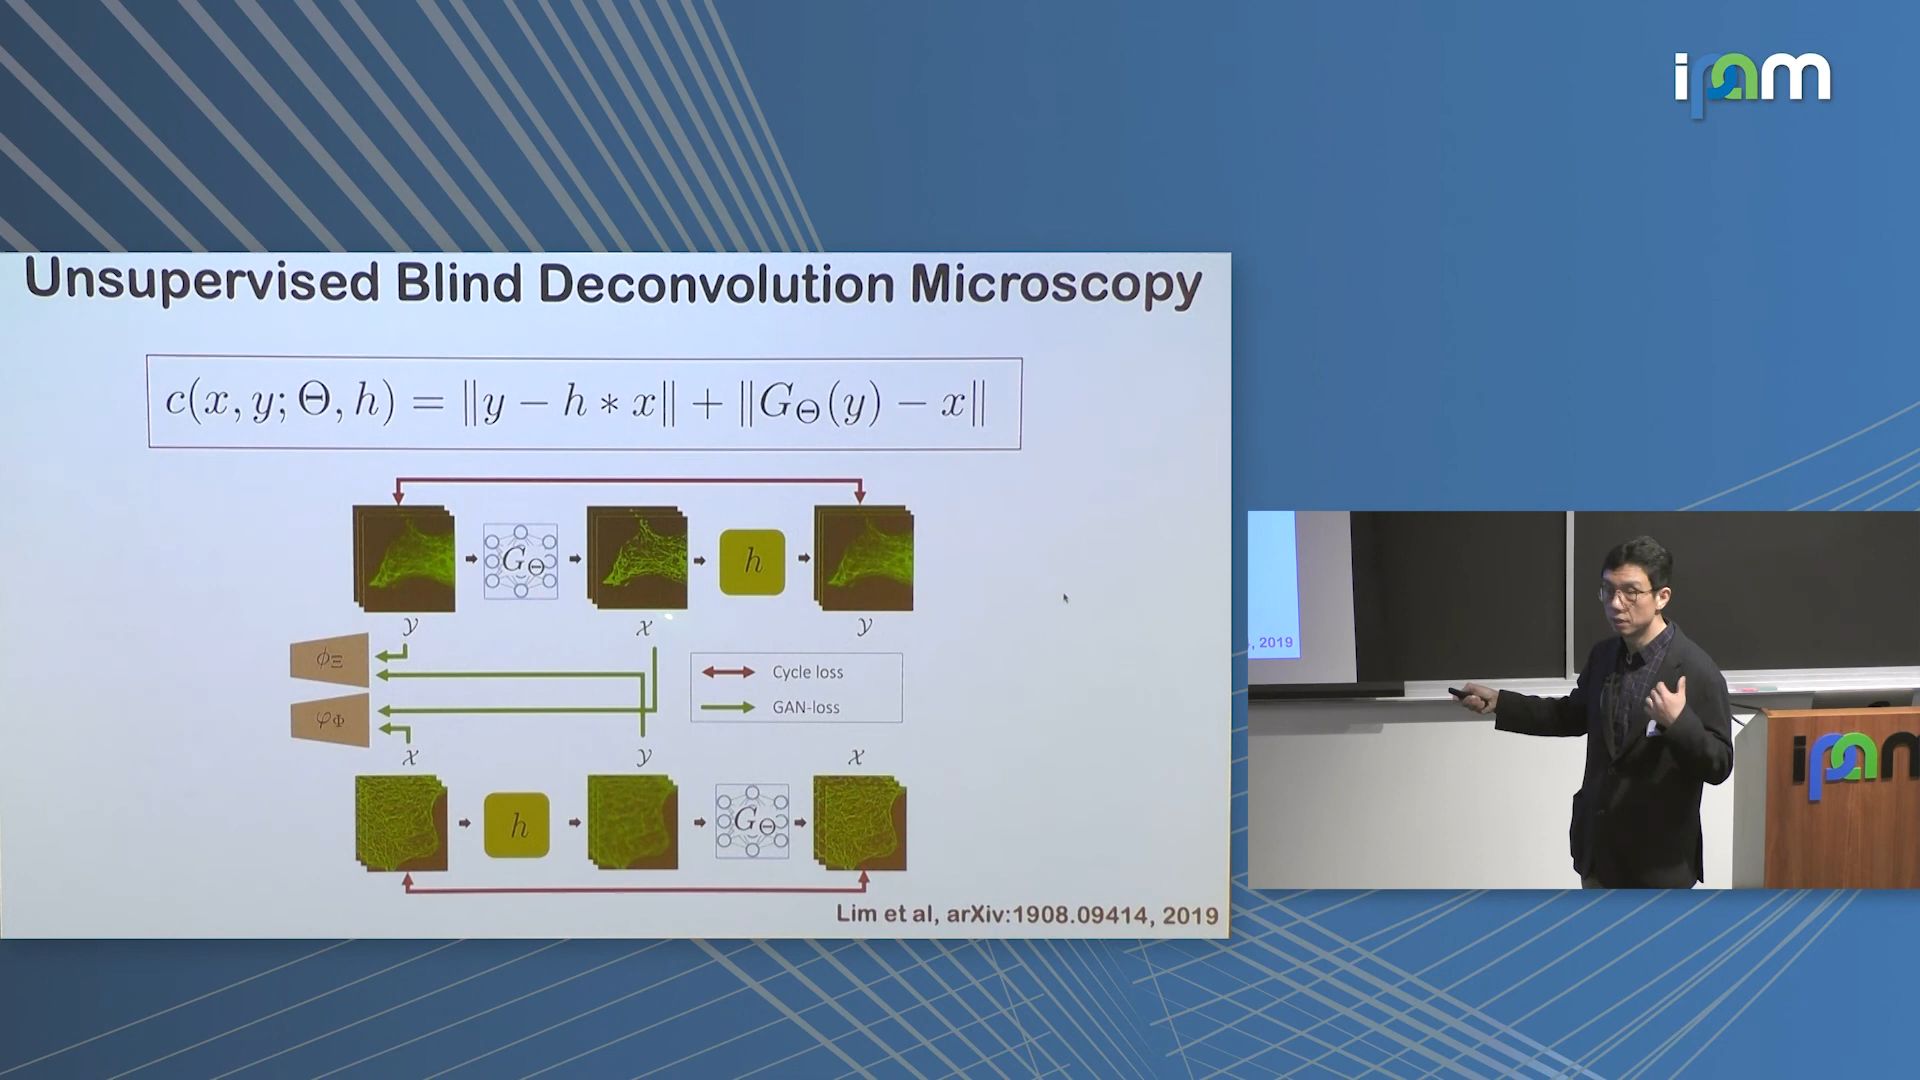 ipam
Unsupervised Blind Deconvolution Microscopy
c(x, y; Θ, h) = ||y − h ∗ x|| + ||G_Θ(y) − x||
G_Θ
h
y
x
y
φ_Ξ
Cycle loss
φ_Φ
GAN-loss
x
y
x
h
G_Θ
Lim et al, arXiv:1908.09414, 2019
, 2019
ipam